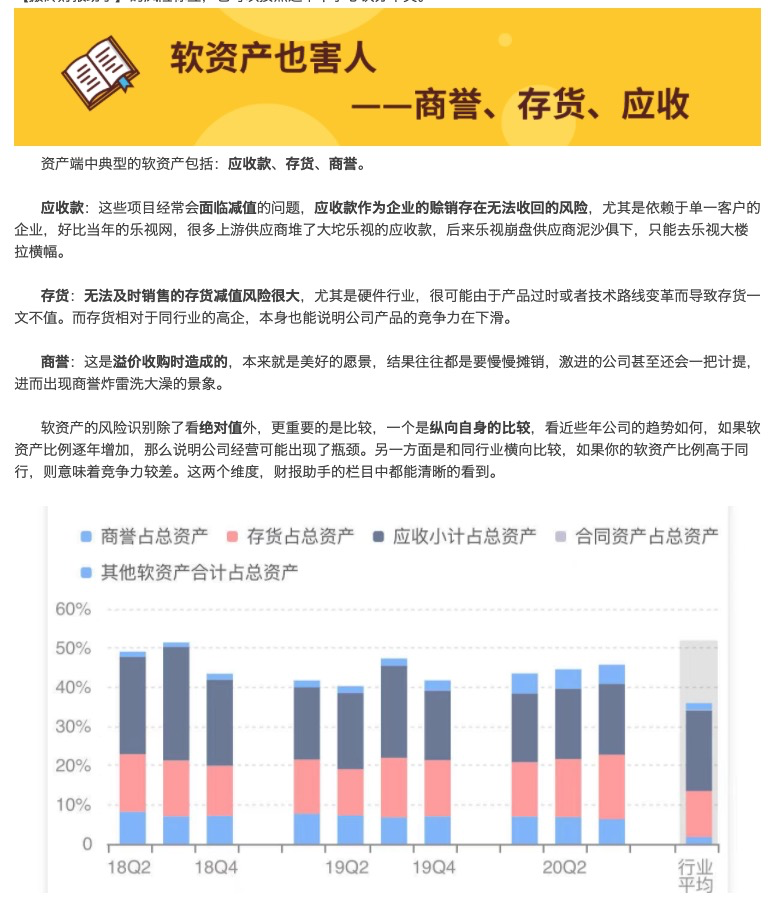 软资产也害人
——商誉、存货、应收
资产端中典型的软资产包括：应收款、存货、商誉。
应收款：这些项目经常会面临减值的问题，应收款作为企业的赊销存在无法收回的风险，尤其是依赖于单一客户的
企业，好比当年的乐视网，很多上游供应商堆了大坨乐视的应收款，后来乐视崩盘供应商泥沙俱下，只能去乐视大楼
拉横幅。
存货：无法及时销售的存货减值风险很大，尤其是硬件行业，很可能由于产品过时或者技术路线变革而导致存货一
文不值。而存货相对于同行业的高企，本身也能说明公司产品的竞争力在下滑。
商誉：这是溢价收购时造成的，本来就是美好的愿景，结果往往都是要慢慢摊销，激进的公司甚至还会一把计提，
进而出现商誉炸雷洗大澡的景象。
软资产的风险识别除了看绝对值外，更重要的是比较，一个是纵向自身的比较，看近些年公司的趋势如何，如果软
资产比例逐年增加，那么说明公司经营可能出现了瓶颈。另一方面是和同行业横向比较，如果你的软资产比例高于同
行，则意味着竞争力较差。这两个维度，财报助手的栏目中都能清晰的看到。
商誉占总资产 存货占总资产 应收小计占总资产 合同资产占总资产
其他软资产合计占总资产
60%
50%
40%
30%
20%
10%
0
18Q2 18Q4 19Q2 19Q4 20Q2 行业
平均